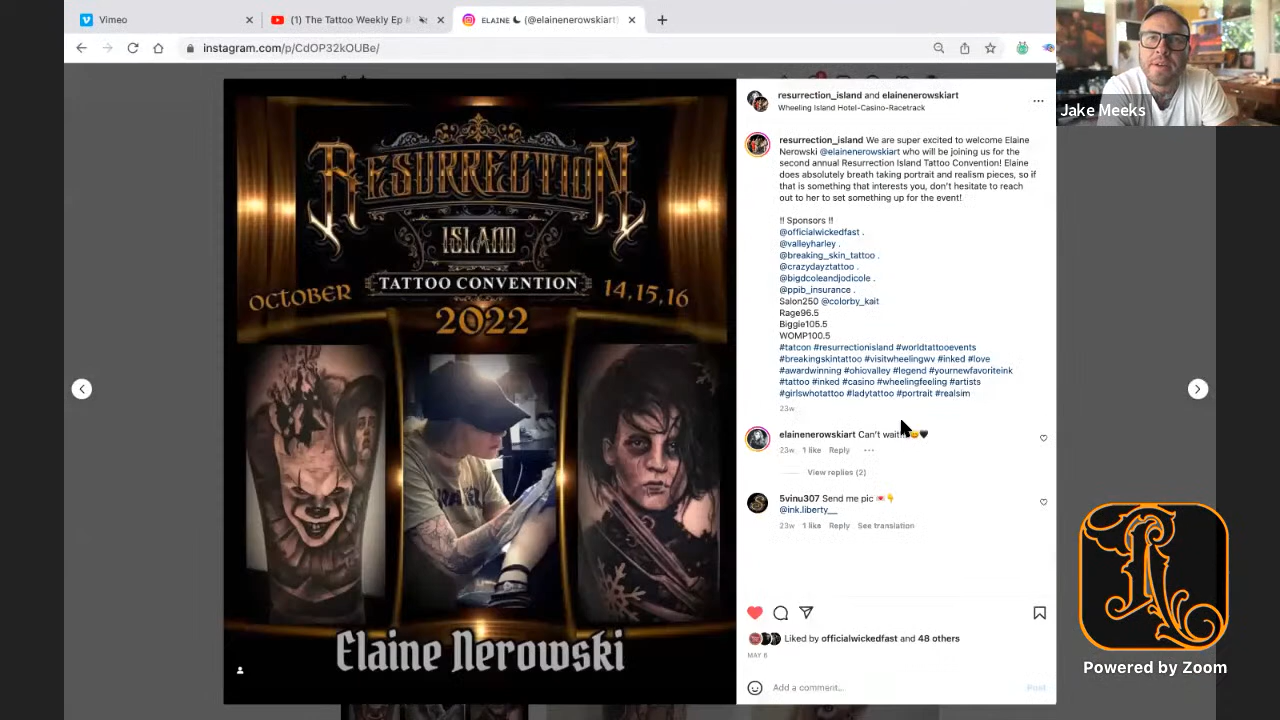 Vimeo
(1) The Tattoo Weekly Ep
ELAINE (@elainenerowskiart)
instagram.com/p/CdOP32kOUBe/
Jake Meeks
RESURRECTION
ISLAND
TATTOO CONVENTION
OCTOBER
14,15,16
2022
Elaine Nerowski
resurrection_island and elainenerowskiart
Wheeling Island Hotel-Casino-Racetrack
resurrection_island We are super excited to welcome Elaine
Nerowski @elainenerowskiart who will be joining us for the
second annual Resurrection Island Tattoo Convention! Elaine
does absolutely breath taking portrait and realism pieces, so if
that is something that interests you, don't hesitate to reach
out to her to set something up for the event!
!! Sponsors !!
@officialwickedfast .
@valleyharley .
@breaking_skin_tattoo .
@crazydayztattoo .
@bigdcoleandjodicole .
@ppib_insurance .
Salon250 @colorby_kait
Rage96.5
Biggie105.5
WOMP100.5
#tatcon #resurrectionisland #worldtattooevents
#breakingskintattoo #visitwheelingwv #inked #love
#awardwinning #ohiovalley #legend #yournewfavoriteink
#tattoo #inked #casino #wheelingfeeling #artists
#girlswhotattoo #ladytattoo #portrait #realsim
23w
elainenerowskiart Can't wait
23w 1 like Reply
View replies (2)
5vinu307 Send me pic 💌👇
@ink.liberty__
23w 1 like Reply See translation
Liked by officialwickedfast and 48 others
MAY 6
Add a comment...
Post
Powered by Zoom